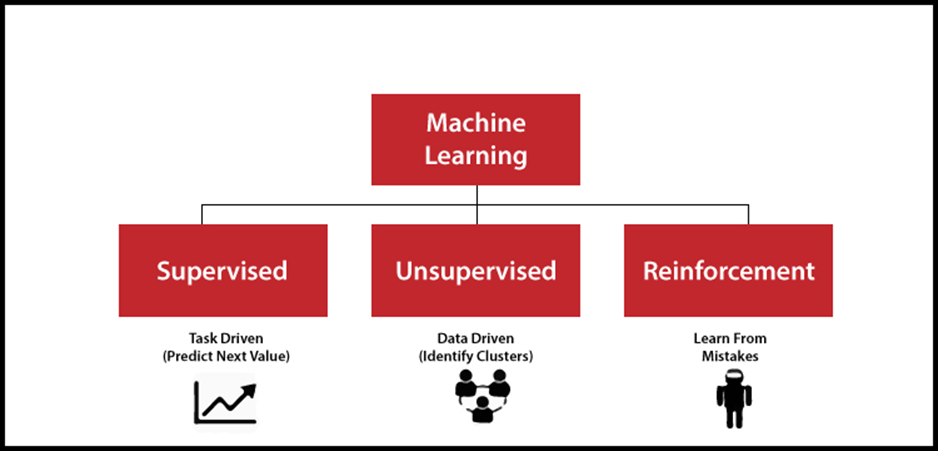 Machine
Learning
Supervised
Unsupervised
Reinforcement
Task Driven
(Predict Next Value)
Data Driven
(Identify Clusters)
Learn From
Mistakes